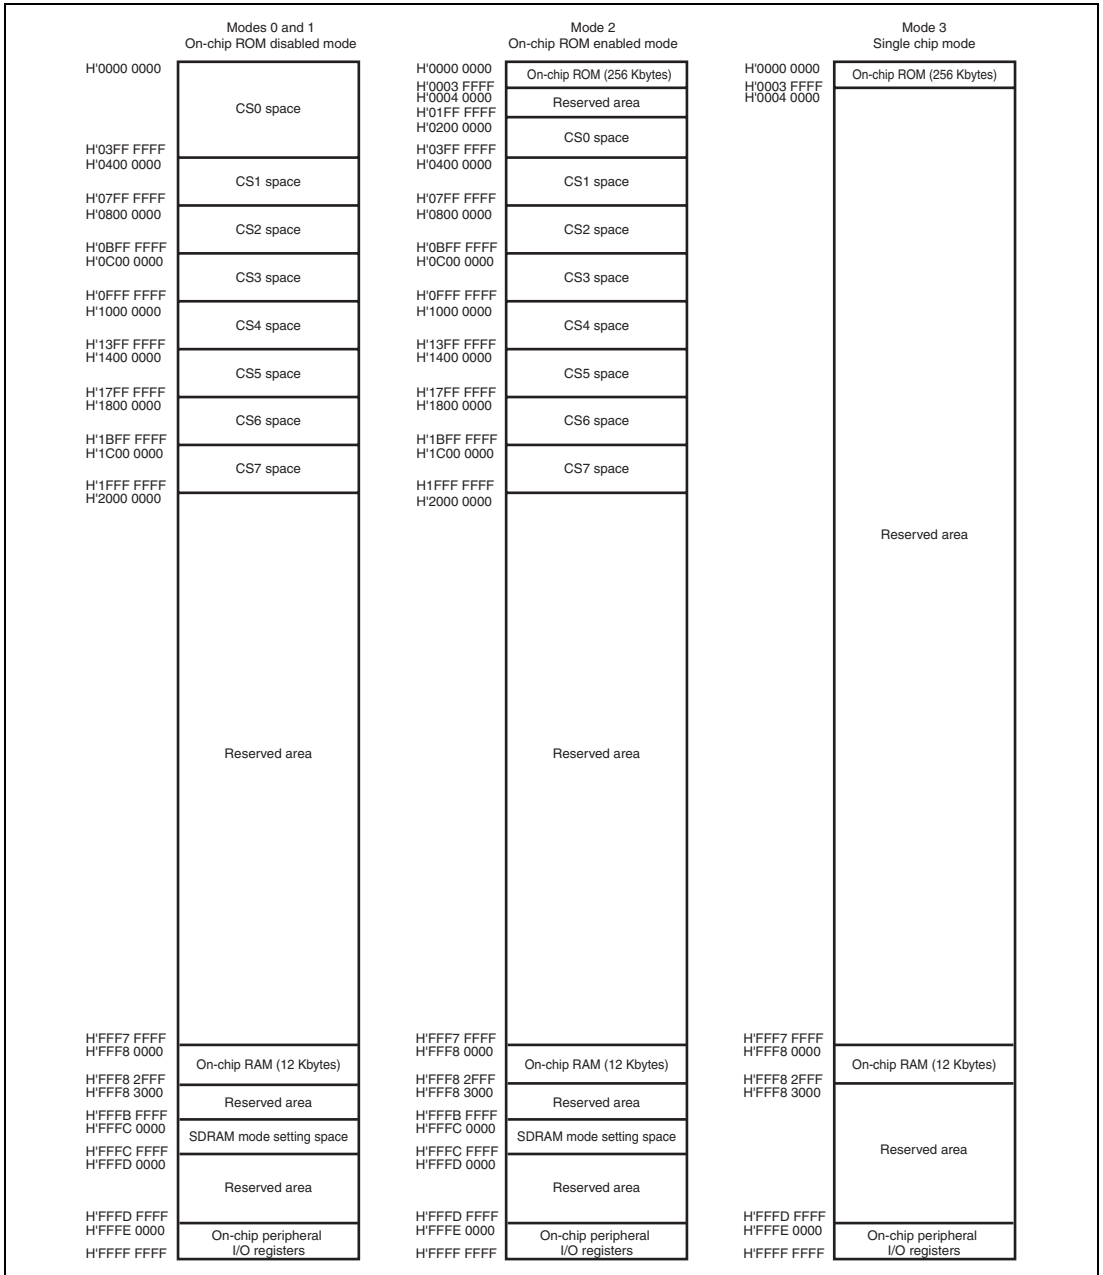 Modes 0 and 1
On-chip ROM disabled mode
H'0000 0000
CS0 space
H'03FF FFFF
H'0400 0000
CS1 space
H'07FF FFFF
H'0800 0000
CS2 space
H'0BFF FFFF
H'0C00 0000
CS3 space
H'0FFF FFFF
H'1000 0000
CS4 space
H'13FF FFFF
H'1400 0000
CS5 space
H'17FF FFFF
H'1800 0000
CS6 space
H'1BFF FFFF
H'1C00 0000
CS7 space
H'1FFF FFFF
H'2000 0000
Reserved area
H'FFF7 FFFF
H'FFF8 0000
On-chip RAM (12 Kbytes)
H'FFF8 2FFF
H'FFF8 3000
Reserved area
H'FFFB FFFF
H'FFFC 0000
SDRAM mode setting space
H'FFFC FFFF
H'FFFD 0000
Reserved area
H'FFFD FFFF
H'FFFE 0000
On-chip peripheral
I/O registers
H'FFFF FFFF
Mode 2
On-chip ROM enabled mode
H'0000 0000
On-chip ROM (256 Kbytes)
H'0003 FFFF
H'0004 0000
Reserved area
H'01FF FFFF
H'0200 0000
CS0 space
H'03FF FFFF
H'0400 0000
CS1 space
H'07FF FFFF
H'0800 0000
CS2 space
H'0BFF FFFF
H'0C00 0000
CS3 space
H'0FFF FFFF
H'1000 0000
CS4 space
H'13FF FFFF
H'1400 0000
CS5 space
H'17FF FFFF
H'1800 0000
CS6 space
H'1BFF FFFF
H'1C00 0000
CS7 space
H1FFF FFFF
H'2000 0000
Reserved area
H'FFF7 FFFF
H'FFF8 0000
On-chip RAM (12 Kbytes)
H'FFF8 2FFF
H'FFF8 3000
Reserved area
H'FFFB FFFF
H'FFFC 0000
SDRAM mode setting space
H'FFFC FFFF
H'FFFD 0000
Reserved area
H'FFFD FFFF
H'FFFE 0000
On-chip peripheral
I/O registers
H'FFFF FFFF
Mode 3
Single chip mode
H'0000 0000
On-chip ROM (256 Kbytes)
H'0003 FFFF
H'0004 0000
Reserved area
H'FFF7 FFFF
H'FFF8 0000
On-chip RAM (12 Kbytes)
H'FFF8 2FFF
H'FFF8 3000
Reserved area
H'FFFD FFFF
H'FFFE 0000
On-chip peripheral
I/O registers
H'FFFF FFFF